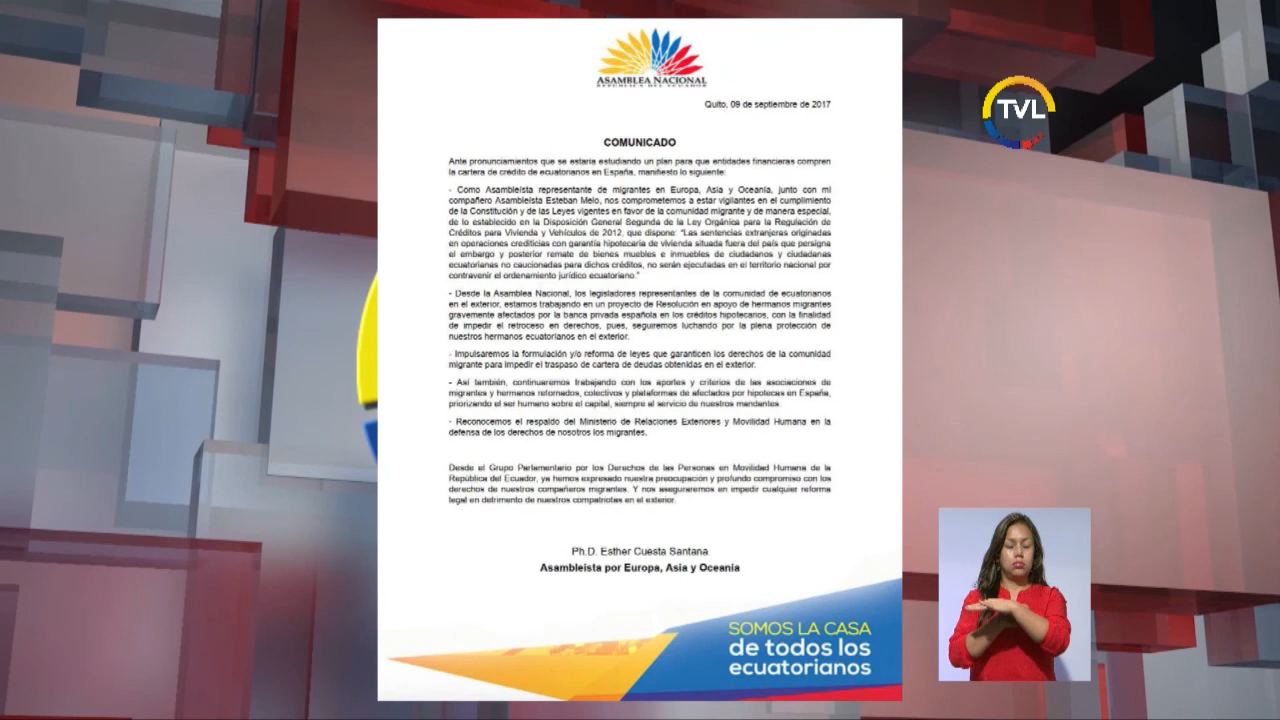 ASAMBLEA NACIONAL
REPÚBLICA DEL ECUADOR
TVL
Quito, 09 de septiembre de 2017
COMUNICADO
Ante pronunciamientos que se estaría estudiando un plan para que entidades financieras compren
la cartera de crédito de ecuatorianos en España, manifiesto lo siguiente:
- Como Asambleísta representante de migrantes en Europa, Asia y Oceanía, junto con mi
compañero Asambleísta Esteban Melo, nos comprometemos a estar vigilantes en el cumplimiento
de la Constitución y de las Leyes vigentes en favor de la comunidad migrante y de manera especial,
de lo establecido en la Disposición General Segunda de la Ley Orgánica para la Regulación de
Créditos para Vivienda y Vehículos de 2012, que dispone: “Las sentencias extranjeras originadas
en operaciones crediticias con garantía hipotecaria de vivienda situada fuera del país que persigna
el embargo y posterior remate de bienes muebles e inmuebles de ciudadanos y ciudadanas
ecuatorianas no caucionadas para dichos créditos, no serán ejecutadas en el territorio nacional por
contravenir el ordenamiento jurídico ecuatoriano.”
- Desde la Asamblea Nacional, los legisladores representantes de la comunidad de ecuatorianos
en el exterior, estamos trabajando en un proyecto de Resolución en apoyo de hermanos migrantes
gravemente afectados por la banca privada española en los créditos hipotecarios, con la finalidad
de impedir el retroceso en derechos, pues, seguiremos luchando por la plena protección de
nuestros hermanos ecuatorianos en el exterior.
- Impulsaremos la formulación y/o reforma de leyes que garanticen los derechos de la comunidad
migrante para impedir el traspaso de cartera de deudas obtenidas en el exterior.
- Así también, continuaremos trabajando con los aportes y criterios de las asociaciones de
migrantes y hermanos retornados, colectivos y plataformas de afectados por hipotecas en España,
priorizando el ser humano sobre el capital, siempre al servicio de nuestros mandantes.
- Reconocemos el respaldo del Ministerio de Relaciones Exteriores y Movilidad Humana en la
defensa de los derechos de nosotros los migrantes.
Desde el Grupo Parlamentario por los Derechos de las Personas en Movilidad Humana de la
República del Ecuador, ya hemos expresado nuestra preocupación y profundo compromiso con los
derechos de nuestros compañeros migrantes. Y nos aseguraremos en impedir cualquier reforma
legal en detrimento de nuestros compatriotas en el exterior.
Ph.D. Esther Cuesta Santana
Asambleísta por Europa, Asia y Oceanía
SOMOS LA CASA
de todos los
ecuatorianos